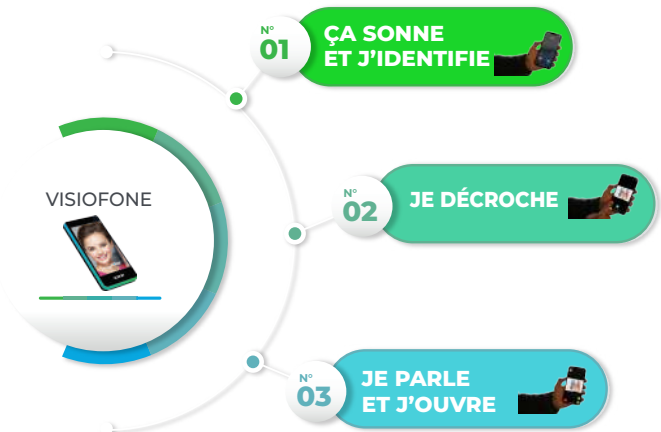 VISIOFONE
N°
01
ÇA SONNE
ET J'IDENTIFIE
N°
02
JE DÉCROCHE
N°
03
JE PARLE
ET J'OUVRE